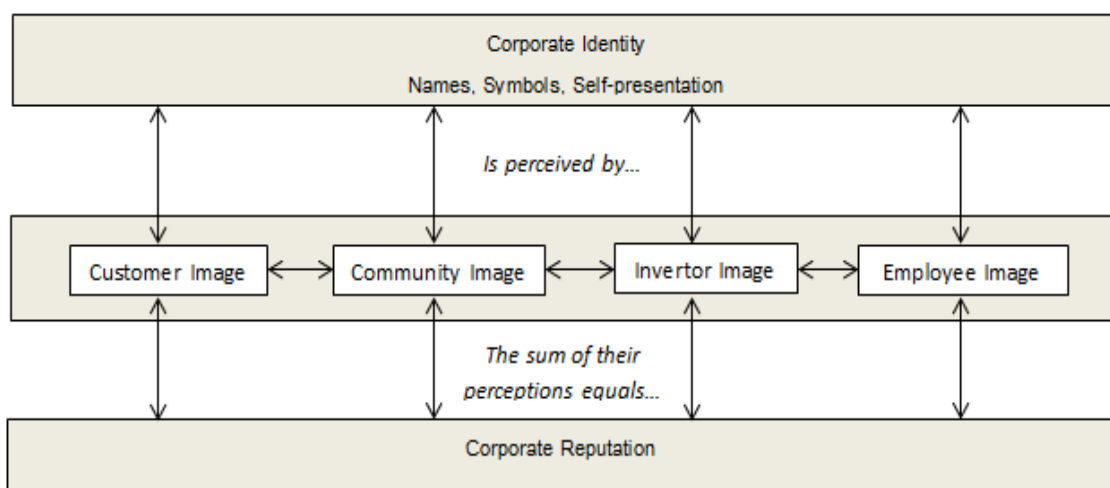 Corporate Identity
Names, Symbols, Self-presentation
Is perceived by...
Customer Image
Community Image
Invertor Image
Employee Image
The sum of their
perceptions equals...
Corporate Reputation